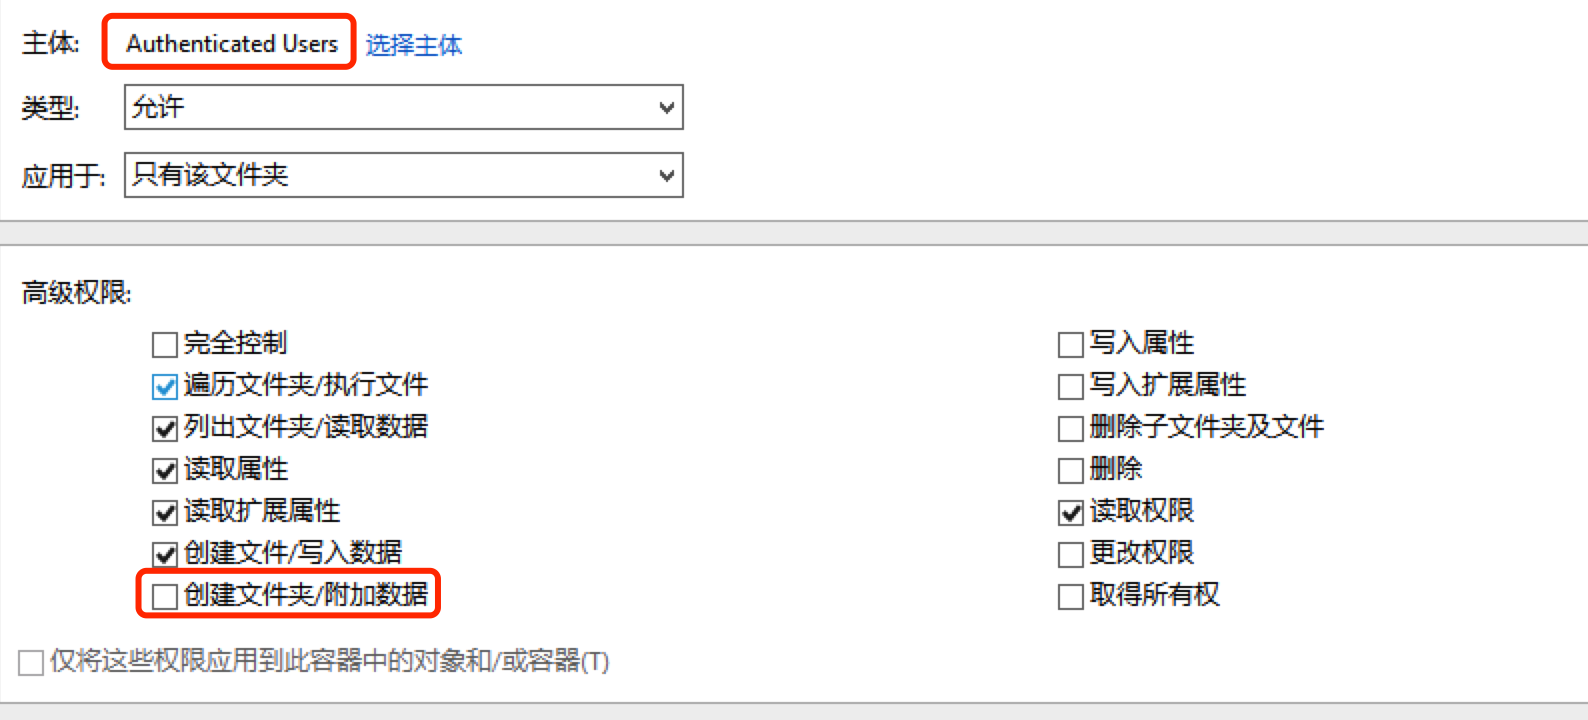 主体: Authenticated Users 选择主体
类型: 允许
应用于: 只有该文件夹
高级权限:
完全控制
遍历文件夹/执行文件
列出文件夹/读取数据
读取属性
读取扩展属性
创建文件/写入数据
创建文件夹/附加数据
写入属性
写入扩展属性
删除子文件夹及文件
删除
读取权限
更改权限
取得所有权
仅将这些权限应用到此容器中的对象和/或容器(T)